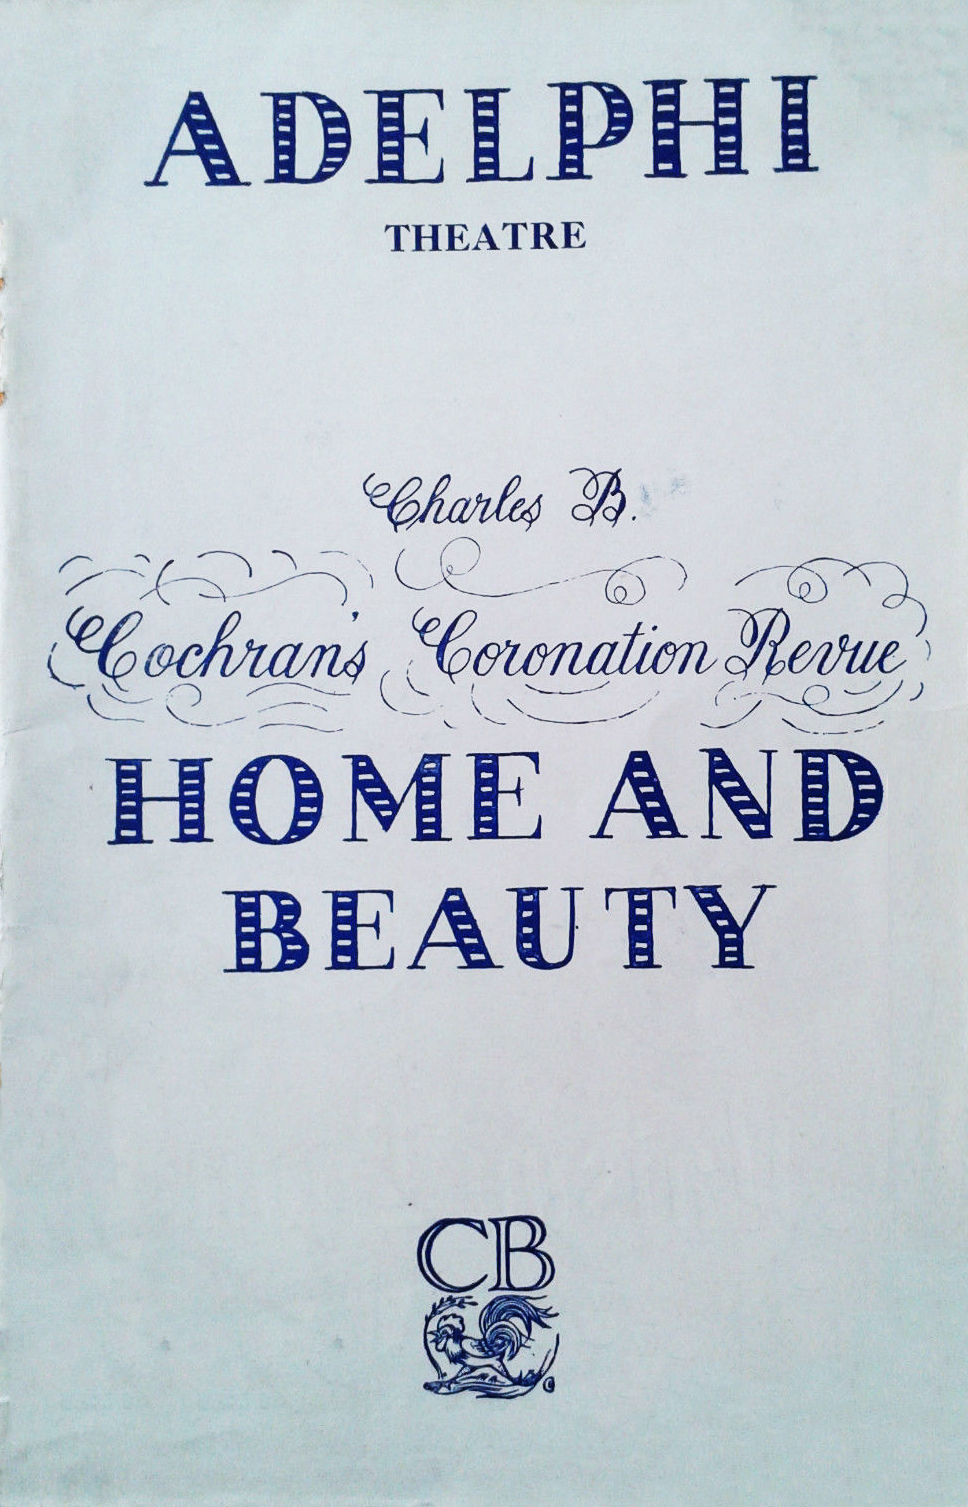 ADELPHI
THEATRE
Charles B.
Cochran's Coronation Revue
HOME AND
BEAUTY
CB